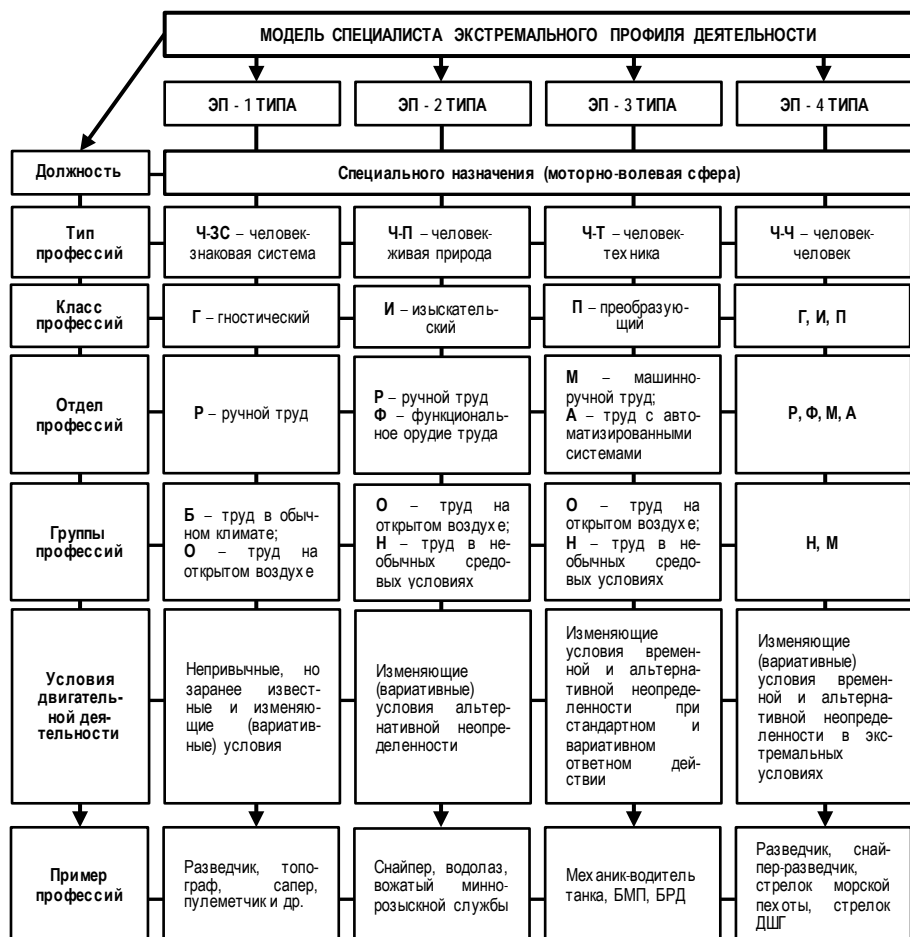 МОДЕЛЬ СПЕЦИАЛИСТА ЭКСТРЕМАЛЬНОГО ПРОФИЛЯ ДЕЯТЕЛЬНОСТИ
ЭП - 1 ТИПА
ЭП - 2 ТИПА
ЭП - 3 ТИПА
ЭП - 4 ТИПА
Должность
Специального назначения (моторно-волевая сфера)
Тип
профессий
Ч-ЗС – человек-
знаковая система
Ч-П – человек-
живая природа
Ч-Т – человек-
техника
Ч-Ч – человек-
человек
Класс
профессий
Г – гностический
И – изыскатель-
ский
П – преобразую-
щий
Г, И, П
Отдел
профессий
Р – ручной труд
Р – ручной труд
Ф – функциональ-
ное орудие труда
М – машинно-
ручной труд;
А – труд с авто-
матизированными
системами
Р, Ф, М, А
Группы
профессий
Б – труд в обыч-
ном климате;
О – труд на
открытом воздухе
О – труд на
открытом воздухе;
Н – труд в не-
обычных средо-
вых условиях
О – труд на
открытом воздухе;
Н – труд в не-
обычных средо-
вых условиях
Н, М
Условия
двигатель-
ной дея-
тельности
Непривычные, но
заранее извест-
ные и изменяю-
щие (вариатив-
ные) условия
Изменяющие
(вариативные)
условия альтер-
нативной неопре-
деленности
Изменяющие
условия времен-
ной и альтерна-
тивной неопреде-
ленности при
стандартном и
вариативном
ответном дей-
ствии
Изменяющие
(вариативные)
условия времен-
ной и альтерна-
тивной неопреде-
ленности в экс-
тремальных
условиях
Пример
профессий
Разведчик, топо-
граф, сапер,
пулеметчик и др.
Снайпер, водолаз,
вожатый минно-
розыскной службы
Механик-водитель
танка, БМП, БРД
Разведчик, снай-
пер-разведчик,
стрелок морской
пехоты, стрелок
ДШГ